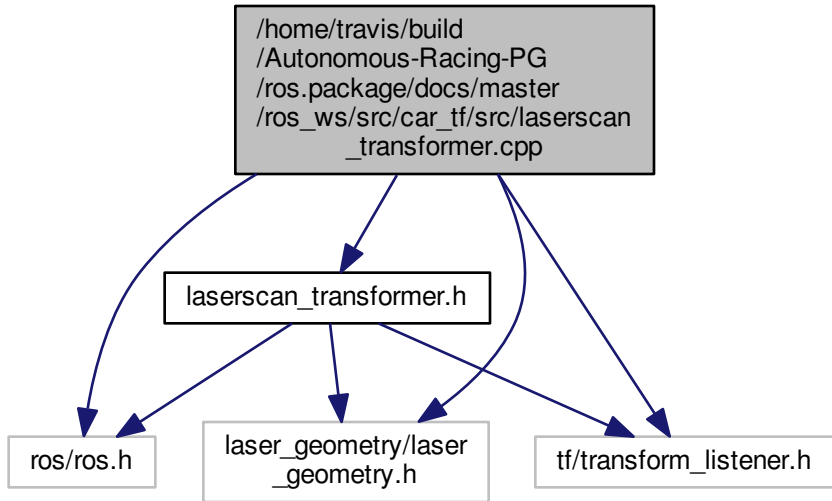 /home/travis/build
/Autonomous-Racing-PG
/ros.package/docs/master
/ros_ws/src/car_tf/src/laserscan
_transformer.cpp
laserscan_transformer.h
ros/ros.h
laser_geometry/laser
_geometry.h
tf/transform_listener.h